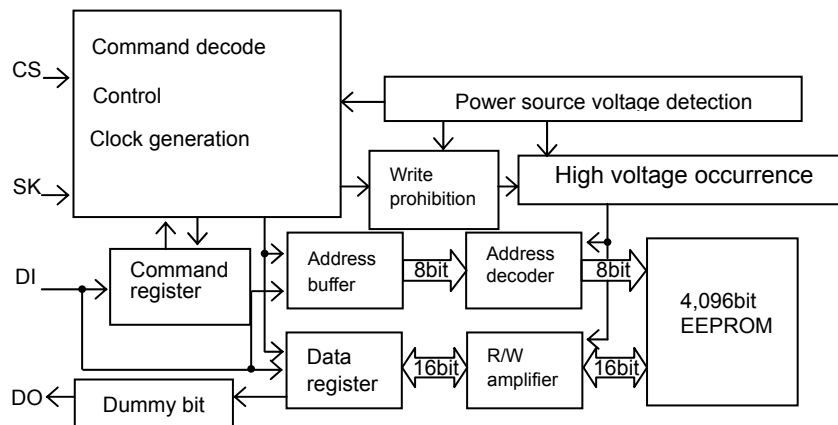 Command decode
CS
Control
Power source voltage detection
Clock generation
Write
prohibition
High voltage occurrence
SK
Address
buffer
8bit
Address
decoder
8bit
4,096bit
EEPROM
DI
Command
register
Data
register
16bit
R/W
amplifier
16bit
DO
Dummy bit